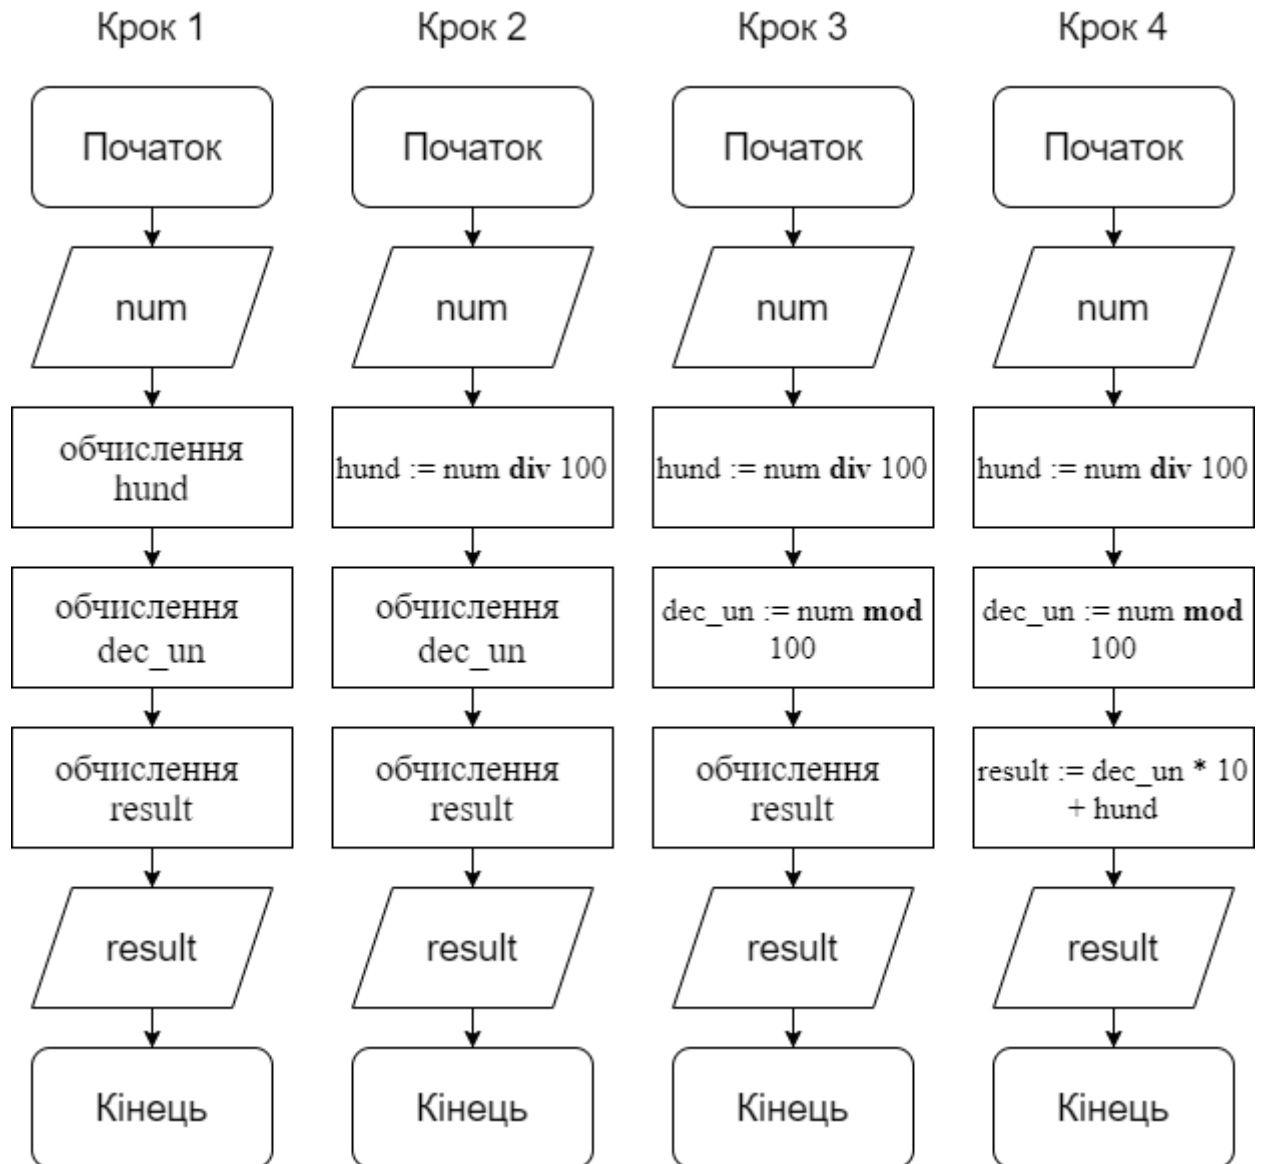 Крок 1
Початок
num
обчислення
hund
обчислення
dec_un
обчислення
result
result
Кінець
Крок 2
Початок
num
hund := num div 100
обчислення
dec_un
обчислення
result
result
Кінець
Крок 3
Початок
num
hund := num div 100
dec_un := num mod
100
обчислення
result
result
Кінець
Крок 4
Початок
num
hund := num div 100
dec_un := num mod
100
result := dec_un * 10
+ hund
result
Кінець